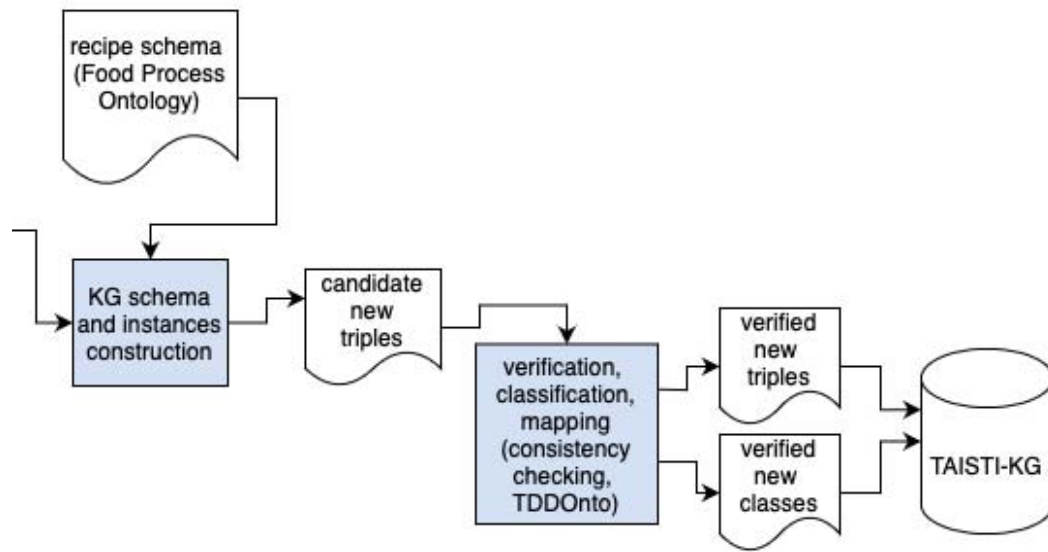 recipe schema
(Food Process
Ontology)
KG schema
and instances
construction
candidate
new
triples
verification,
classification,
mapping
(consistency
checking,
TDDOnto)
verified
new
triples
verified
new
classes
TAISTI-KG